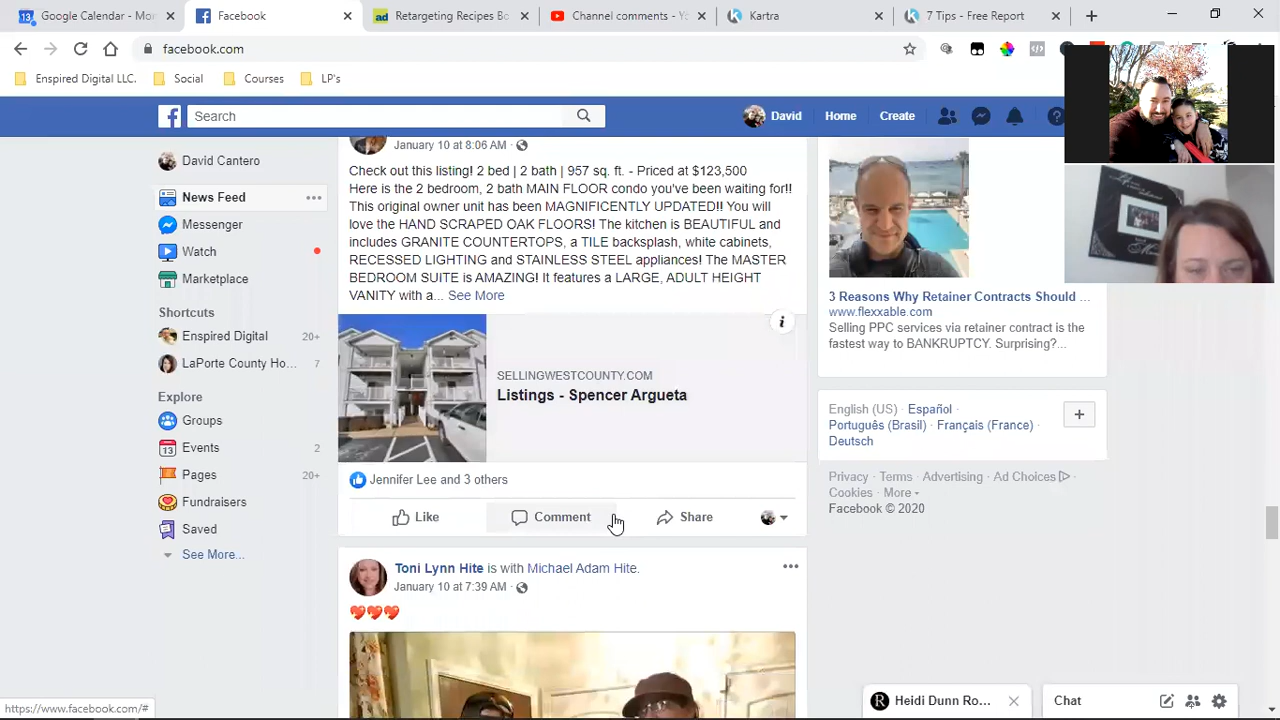 Google Calendar - Mon
Facebook
Retargeting Recipes Bo
Channel comments - Y
Kartra
7 Tips - Free Report
facebook.com
Enspired Digital LLC.
Social
Courses
LP's
Search
David
Home
Create
David Cantero
News Feed
Messenger
Watch
Marketplace
Shortcuts
Enspired Digital
20+
LaPorte County Ho...
7
Explore
Groups
Events
2
Pages
20+
Fundraisers
Saved
See More...
January 10 at 8:06 AM ·
Check out this listing! 2 bed | 2 bath | 957 sq. ft. - Priced at $123,500
Here is the 2 bedroom, 2 bath MAIN FLOOR condo you've been waiting for!!
This original owner unit has been MAGNIFICENTLY UPDATED!! You will
love the HAND SCRAPED OAK FLOORS! The kitchen is BEAUTIFUL and
includes GRANITE COUNTERTOPS, a TILE backsplash, white cabinets,
RECESSED LIGHTING and STAINLESS STEEL appliances! The MASTER
BEDROOM SUITE is AMAZING! It features a LARGE, ADULT HEIGHT
VANITY with a... See More
SELLINGWESTCOUNTY.COM
Listings - Spencer Argueta
Jennifer Lee and 3 others
Like
Comment
Share
Toni Lynn Hite is with Michael Adam Hite.
January 10 at 7:39 AM ·
3 Reasons Why Retainer Contracts Should ...
www.flexxable.com
Selling PPC services via retainer contract is the
fastest way to BANKRUPTCY. Surprising?...
English (US) · Español ·
Português (Brasil) · Français (France) ·
Deutsch
Privacy · Terms · Advertising · Ad Choices ·
Cookies · More
Facebook © 2020
Heidi Dunn Ro...
Chat
https://www.facebook.com/#